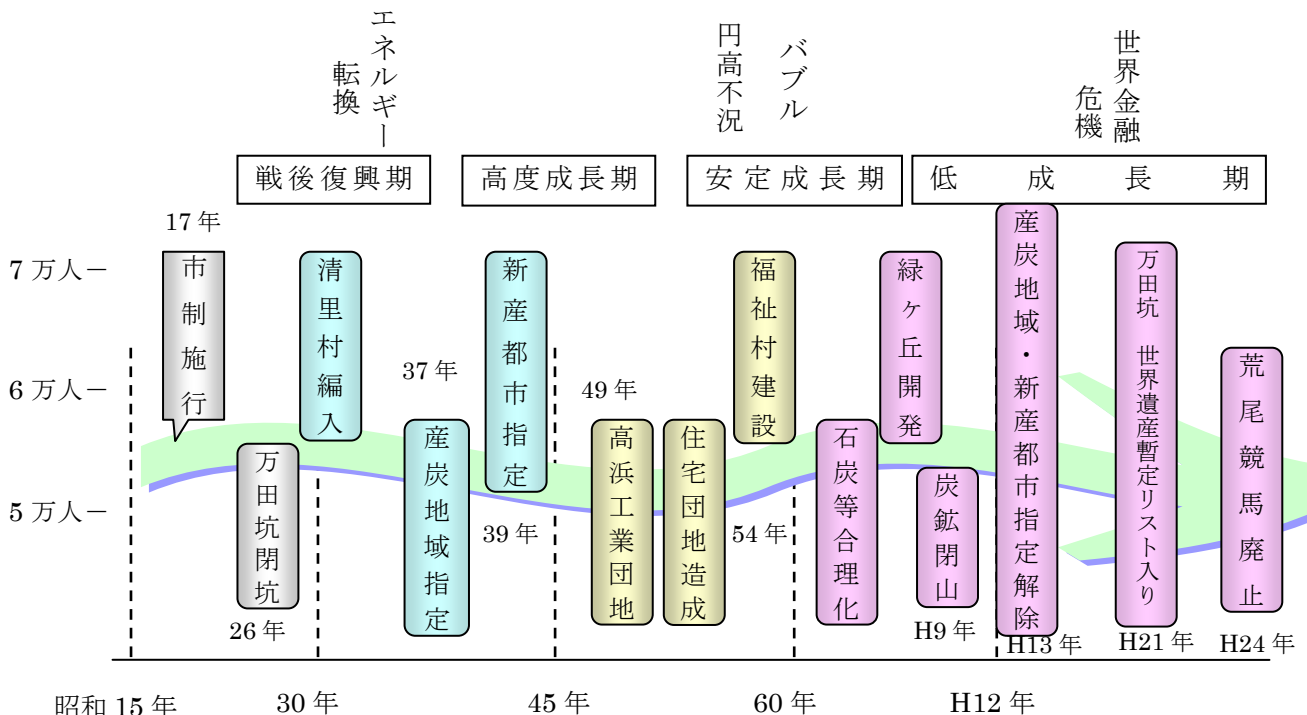 エネルギー
転換
バブル
円高不況
世界金融
危機
戦後復興期
高度成長期
安定成長期
低成長期
17年
7万人－
6万人－
5万人－
市制施行
万田坑閉坑
26年
清里村編入
37年
産炭地域指定
新産都市指定
39年
49年
高浜工業団地
住宅団地造成
福祉村建設
54年
石炭等合理化
緑ヶ丘開発
炭鉱閉山
H9年
産炭地域・新産都市指定解除
H13年
万田坑 世界遺産暫定リスト入り
H21年
荒尾競馬廃止
H24年
昭和15年
30年
45年
60年
H12年